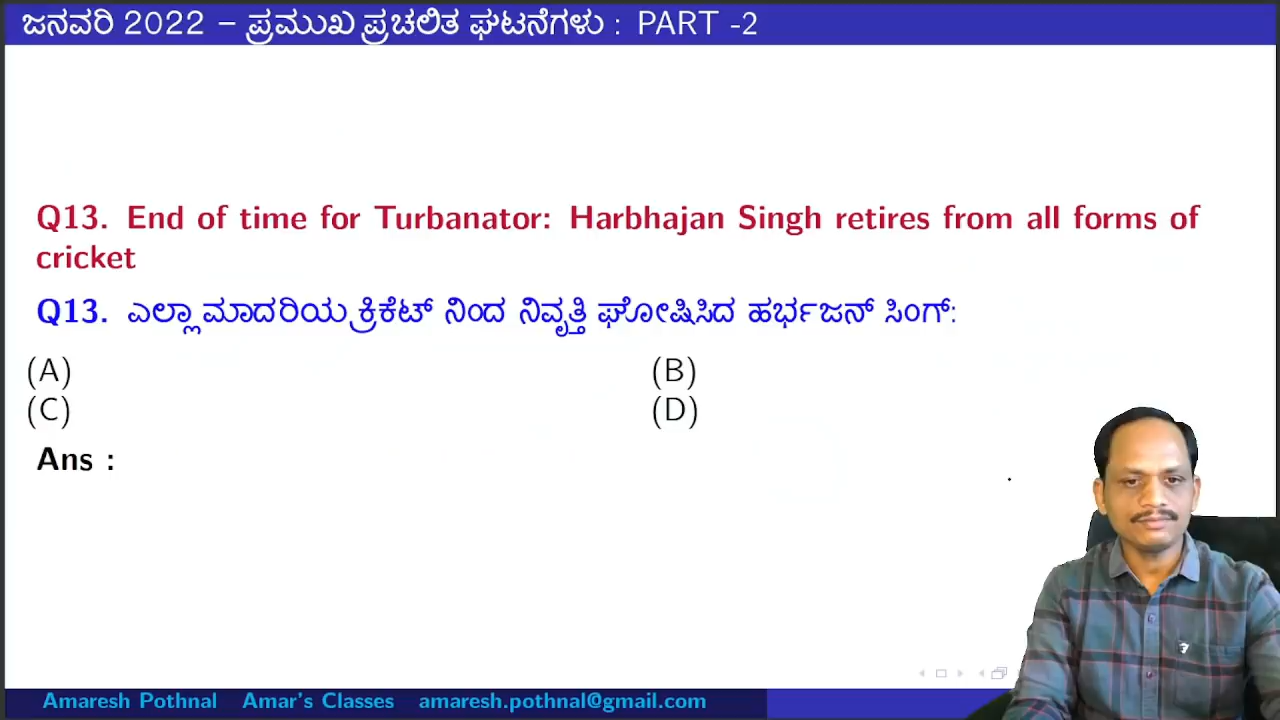 ಜನವರಿ 2022 – ಪ್ರಮುಖ ಪ್ರಚಲಿತ ಘಟನೆಗಳು : PART -2
Q13. End of time for Turbanator: Harbhajan Singh retires from all forms of
cricket
Q13. ಎಲ್ಲಾ ಮಾದರಿಯ ಕ್ರಿಕೆಟ್ ನಿಂದ ನಿವೃತ್ತಿ ಘೋಷಿಸಿದ ಹರ್ಭಜನ್ ಸಿಂಗ್:
(A) (B)
(C) (D)
Ans :
Amaresh Pothnal Amar's Classes amaresh.pothnal@gmail.com